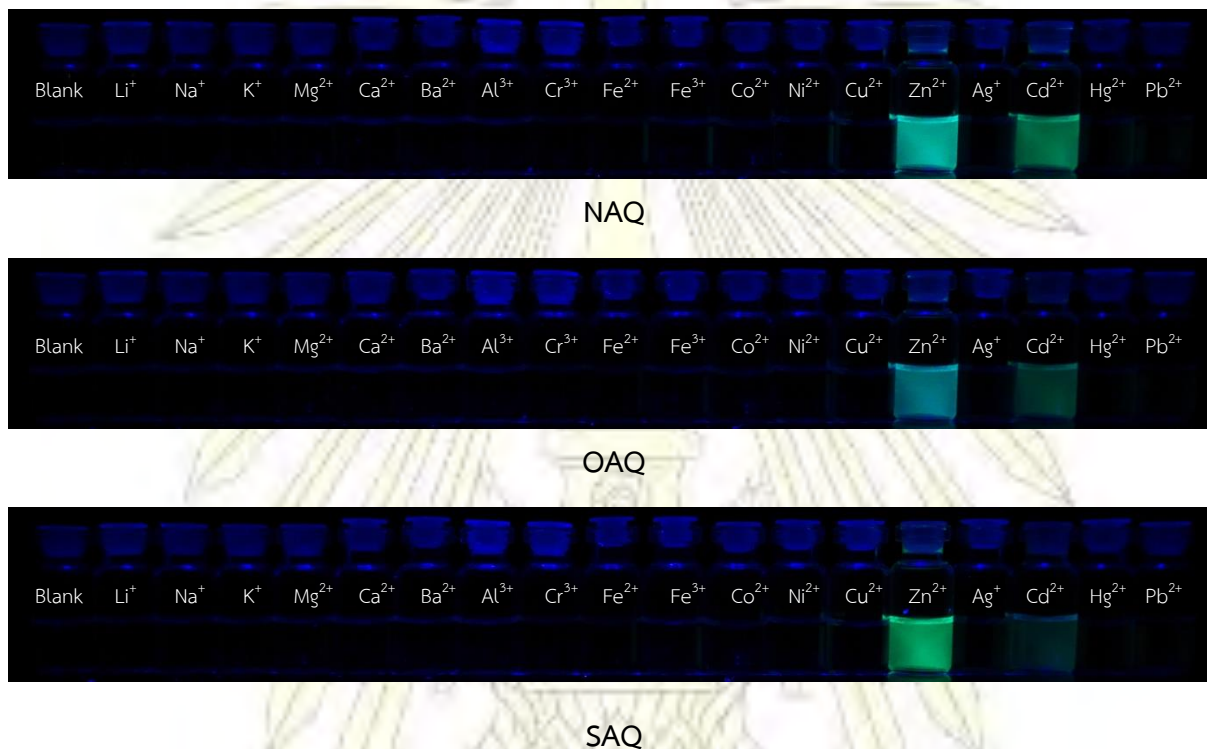 Blank Li⁺ Na⁺ K⁺ Mg²⁺ Ca²⁺ Ba²⁺ Al³⁺ Cr³⁺ Fe²⁺ Fe³⁺ Co²⁺ Ni²⁺ Cu²⁺ Zn²⁺ Ag⁺ Cd²⁺ Hg²⁺ Pb²⁺
NAQ
Blank Li⁺ Na⁺ K⁺ Mg²⁺ Ca²⁺ Ba²⁺ Al³⁺ Cr³⁺ Fe²⁺ Fe³⁺ Co²⁺ Ni²⁺ Cu²⁺ Zn²⁺ Ag⁺ Cd²⁺ Hg²⁺ Pb²⁺
OAQ
Blank Li⁺ Na⁺ K⁺ Mg²⁺ Ca²⁺ Ba²⁺ Al³⁺ Cr³⁺ Fe²⁺ Fe³⁺ Co²⁺ Ni²⁺ Cu²⁺ Zn²⁺ Ag⁺ Cd²⁺ Hg²⁺ Pb²⁺
SAQ